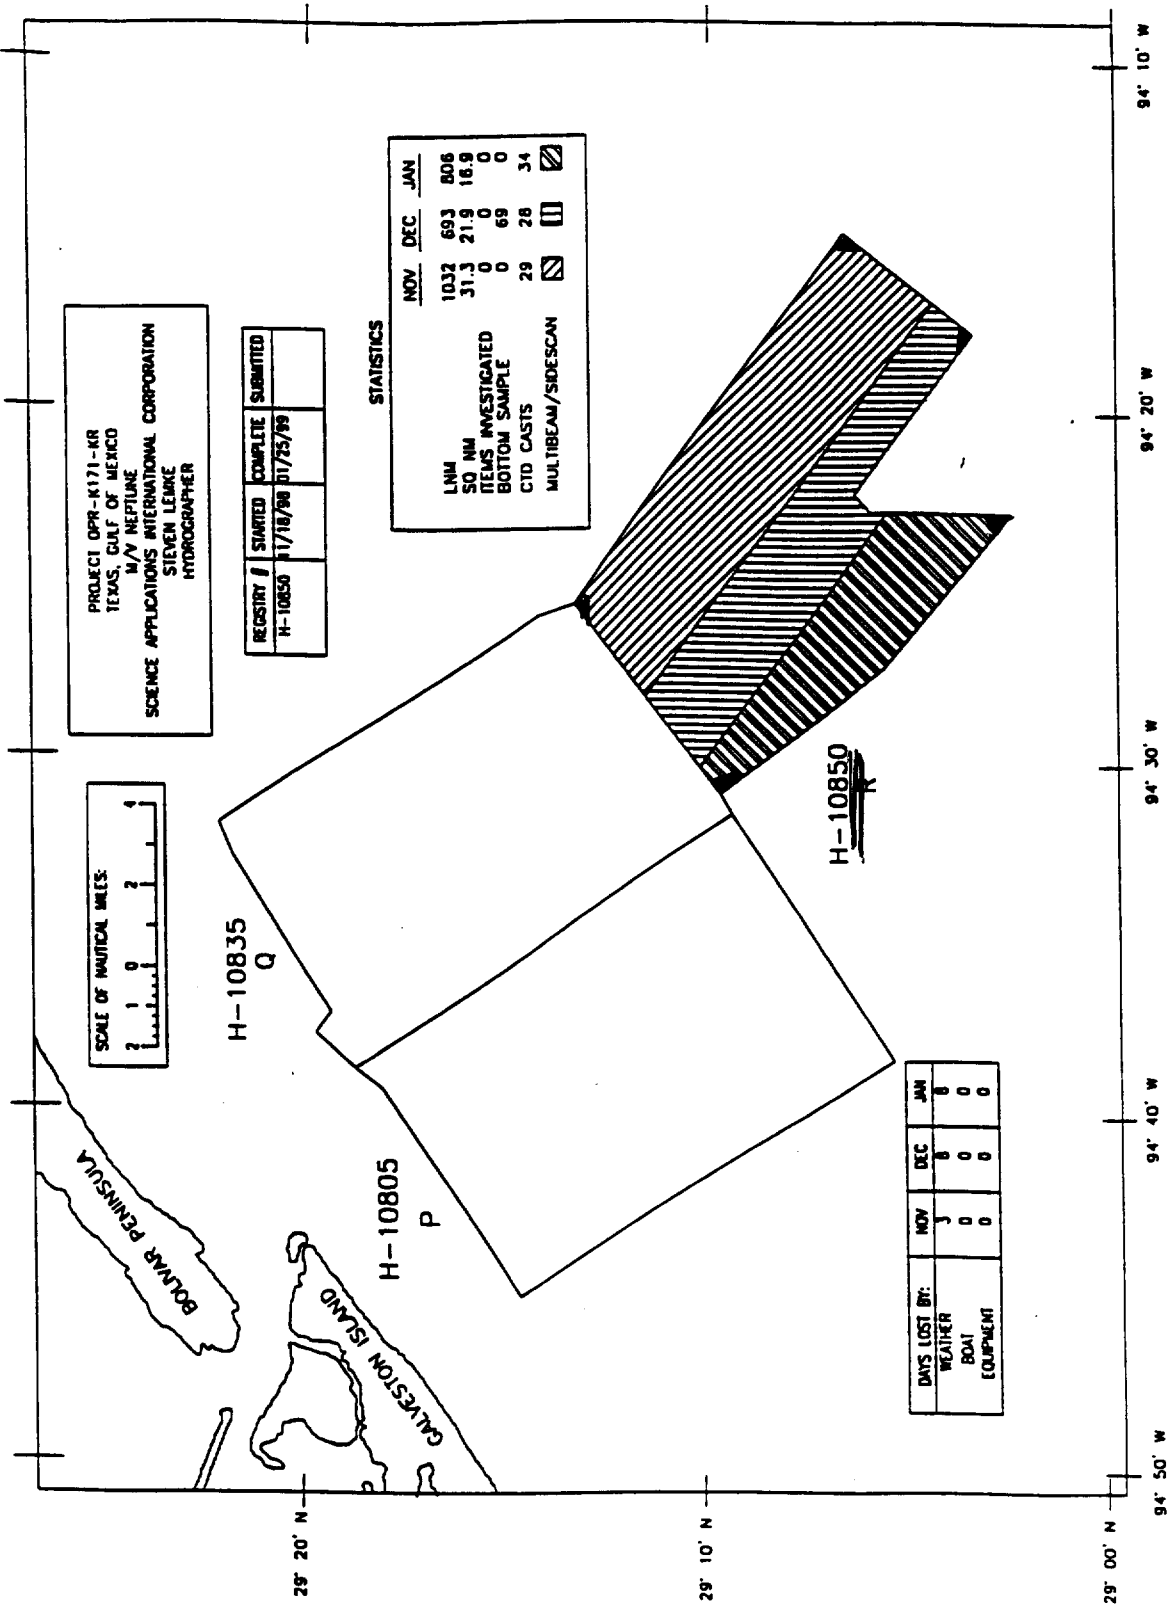 PROJECT OPR-K171-KR
TEXAS, GULF OF MEXICO
M/V NEPTUNE
SCIENCE APPLICATIONS INTERNATIONAL CORPORATION
STEVEN LEMKE
HYDROGRAPHER
SCALE OF NAUTICAL MILES:
2 1 0 2 4
REGISTRY # STARTED COMPLETE SUBMITTED
H-10850 11/18/98 01/25/99
STATISTICS
NOV DEC JAN
LNM 1032 693 806
SQ NM 31.3 21.9 16.9
ITEMS INVESTIGATED 0 0 0
BOTTOM SAMPLE 0 69 0
CTD CASTS 29 28 34
MULTIBEAM/SIDESCAN
BOLIVAR PENINSULA
GALVESTON ISLAND
H-10835
Q
H-10805
P
H-10850
R
DAYS LOST BY: NOV DEC JAN
WEATHER 3 8 8
BOAT 0 0 0
EQUIPMENT 0 0 0
29° 20' N
29° 10' N
29° 00' N
94° 50' W
94° 40' W
94° 30' W
94° 20' W
94° 10' W